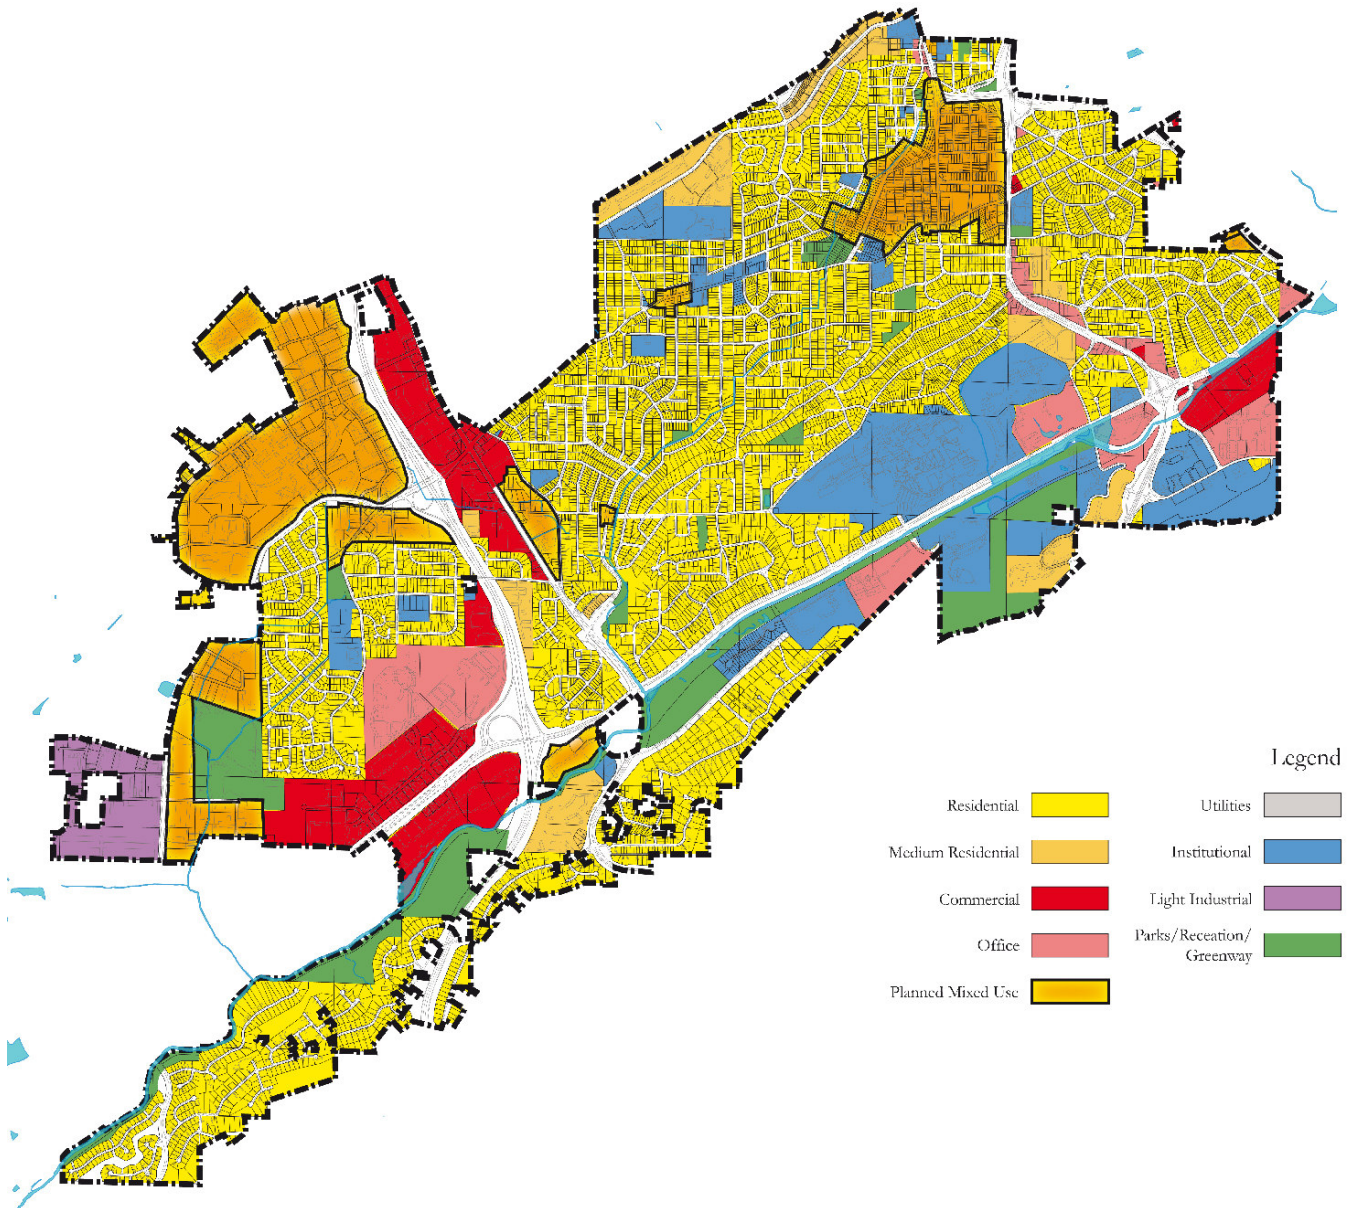 Legend
Residential
Utilities
Medium Residential
Institutional
Commercial
Light Industrial
Office
Parks/Receation/
Greenway
Planned Mixed Use